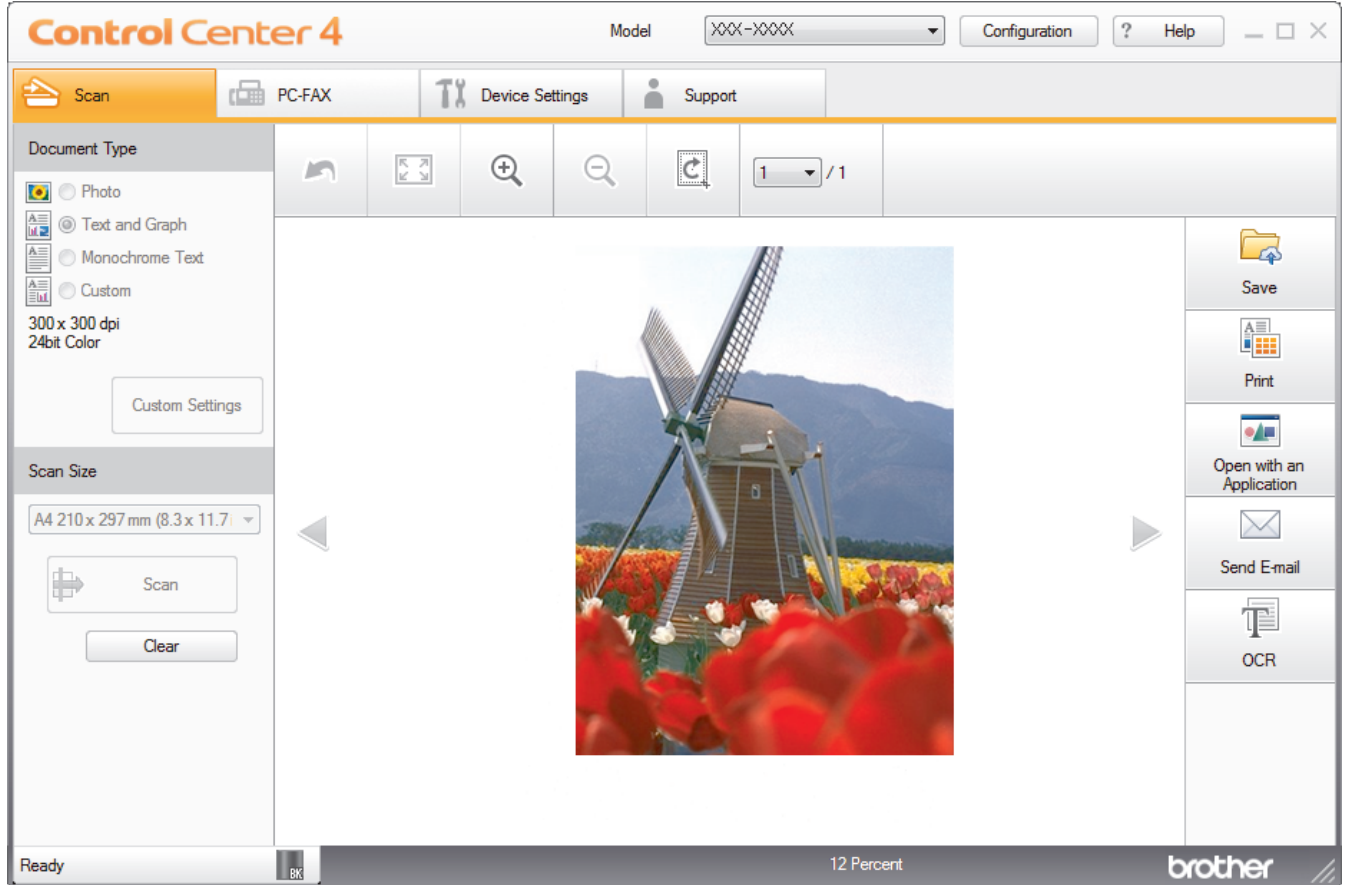 Control Center 4
Model
XXX-XXXX
Configuration
? Help
Scan
PC-FAX
Device Settings
Support
Document Type
Photo
Text and Graph
Monochrome Text
Custom
300 x 300 dpi
24bit Color
Custom Settings
Scan Size
A4 210 x 297 mm (8.3 x 11.7
Scan
Clear
1 / 1
Save
Print
Open with an
Application
Send E-mail
OCR
Ready
BK
12 Percent
brother